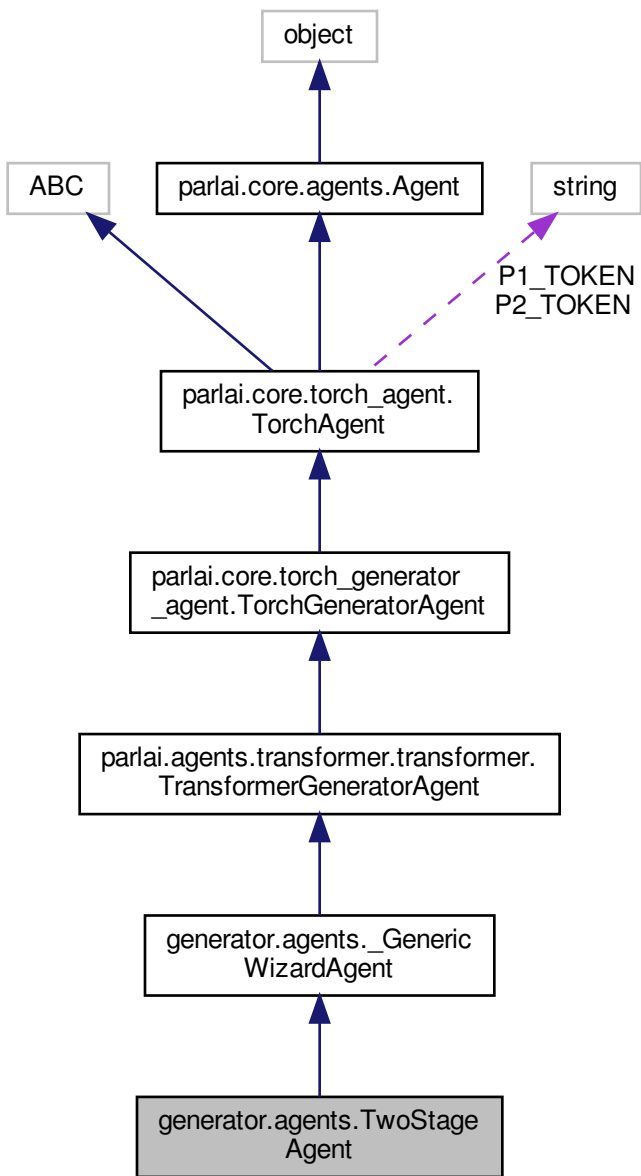 object
ABC
parlai.core.agents.Agent
string
P1_TOKEN
P2_TOKEN
parlai.core.torch_agent.
TorchAgent
parlai.core.torch_generator
_agent.TorchGeneratorAgent
parlai.agents.transformer.transformer.
TransformerGeneratorAgent
generator.agents._Generic
WizardAgent
generator.agents.TwoStage
Agent